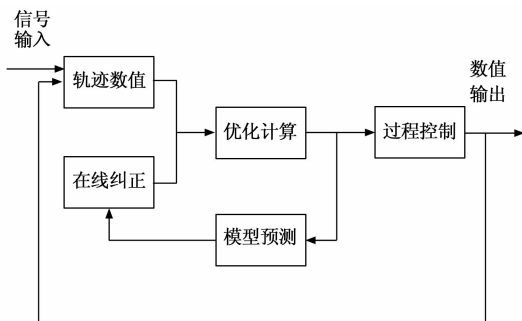 信号
输入
轨迹数值
数值
输出
优化计算
过程控制
在线纠正
模型预测